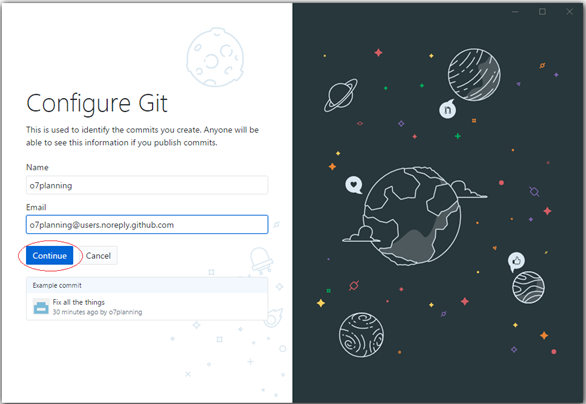 Configure Git
This is used to identify the commits you create. Anyone will be
able to see this information if you publish commits.
Name
o7planning
Email
o7planning@users.noreply.github.com
Continue
Cancel
Example commit
Fix all the things
30 minutes ago by o7planning